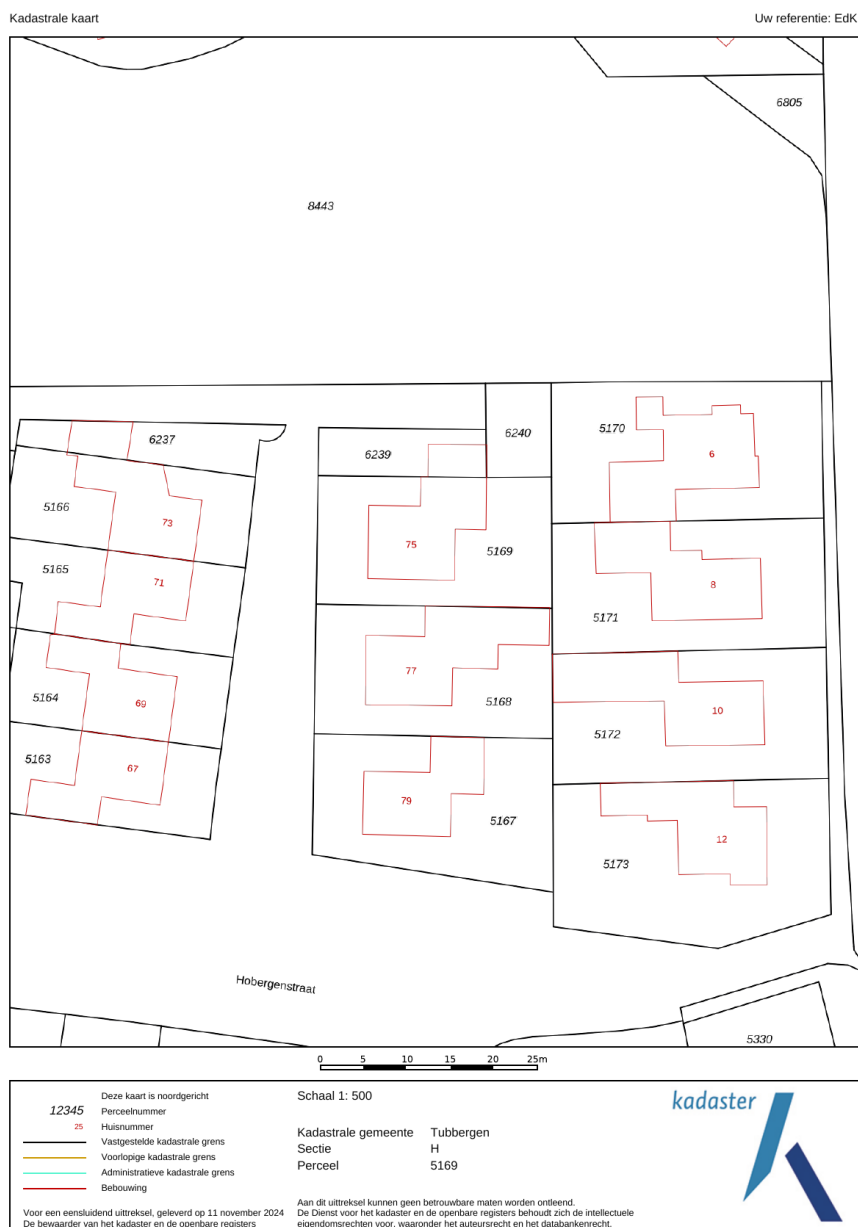 Kadastrale kaart
Uw referentie: EdK
6805
8443
5170
6240
6237
6239
6
5166
73
75
5169
5165
71
8
5171
77
5164
69
5168
10
5172
5163
67
79
5167
12
5173
Hobergenstraat
5330
0 5 10 15 20 25m
Deze kaart is noordgericht
12345 Perceelnummer
25 Huisnummer
Vastgestelde kadastrale grens
Voorlopige kadastrale grens
Administratieve kadastrale grens
Bebouwing
Voor een eensluidend uittreksel, geleverd op 11 november 2024
De bewaarder van het kadaster en de openbare registers
Schaal 1: 500
Kadastrale gemeente Tubbergen
Sectie H
Perceel 5169
Aan dit uittreksel kunnen geen betrouwbare maten worden ontleend.
De Dienst voor het kadaster en de openbare registers behoudt zich de intellectuele
eigendomsrechten voor, waaronder het auteursrecht en het databankenrecht.
kadaster